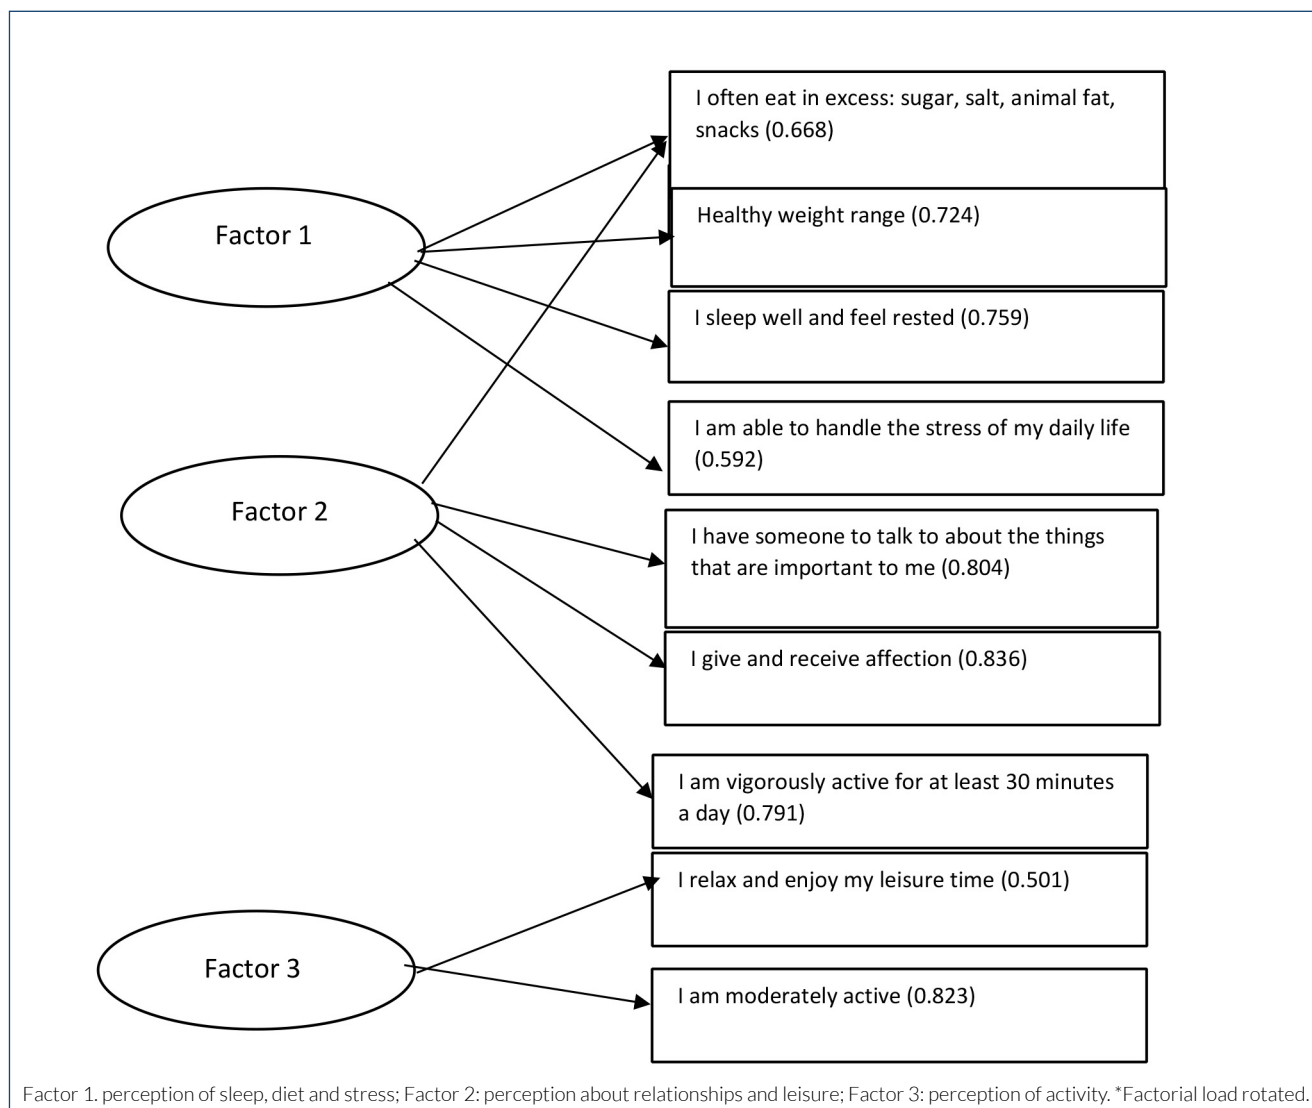 I often eat in excess: sugar, salt, animal fat,
snacks (0.668)
Factor 1
Healthy weight range (0.724)
I sleep well and feel rested (0.759)
I am able to handle the stress of my daily life
(0.592)
Factor 2
I have someone to talk to about the things
that are important to me (0.804)
I give and receive affection (0.836)
I am vigorously active for at least 30 minutes
a day (0.791)
I relax and enjoy my leisure time (0.501)
Factor 3
I am moderately active (0.823)
Factor 1. perception of sleep, diet and stress; Factor 2: perception about relationships and leisure; Factor 3: perception of activity. *Factorial load rotated.